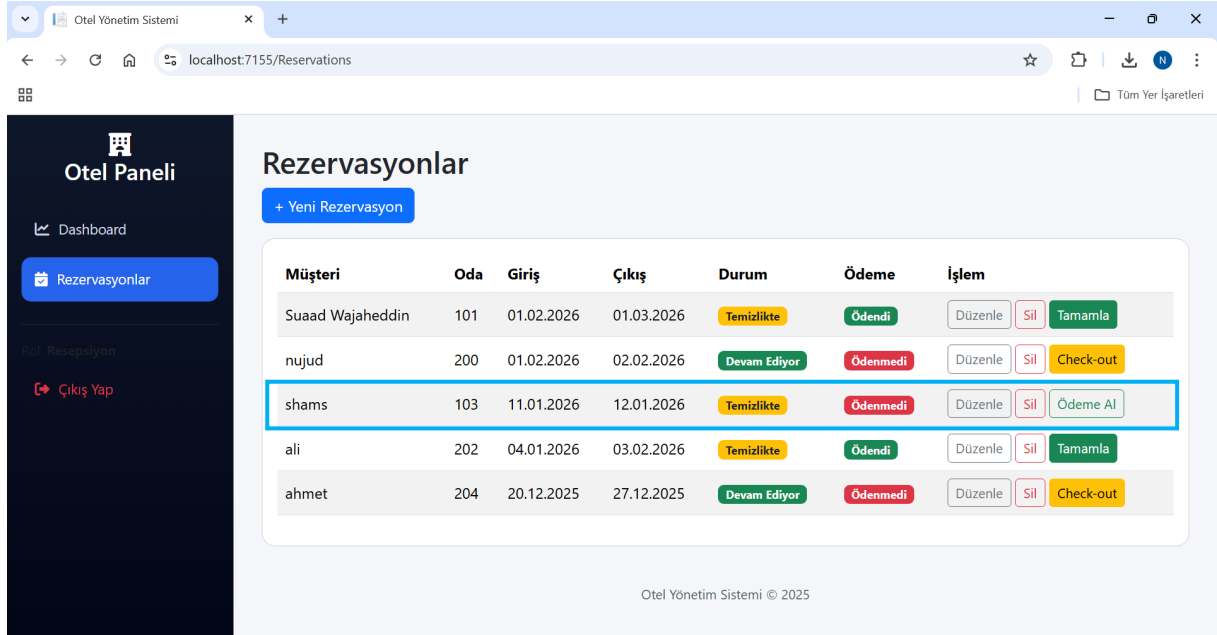 Otel Yönetim Sistemi
localhost:7155/Reservations
N
Tüm Yer İşaretleri
Otel Paneli
Dashboard
Rezervasyonlar
Rol: Resepsiyon
Çıkış Yap
Rezervasyonlar
+ Yeni Rezervasyon
Müşteri Oda Giriş Çıkış Durum Ödeme İşlem
Suaad Wajaheddin 101 01.02.2026 01.03.2026 Temizlikte Ödendi Düzenle Sil Tamamla
nujud 200 01.02.2026 02.02.2026 Devam Ediyor Ödenmedi Düzenle Sil Check-out
shams 103 11.01.2026 12.01.2026 Temizlikte Ödenmedi Düzenle Sil Ödeme Al
ali 202 04.01.2026 03.02.2026 Temizlikte Ödendi Düzenle Sil Tamamla
ahmet 204 20.12.2025 27.12.2025 Devam Ediyor Ödenmedi Düzenle Sil Check-out
Otel Yönetim Sistemi © 2025